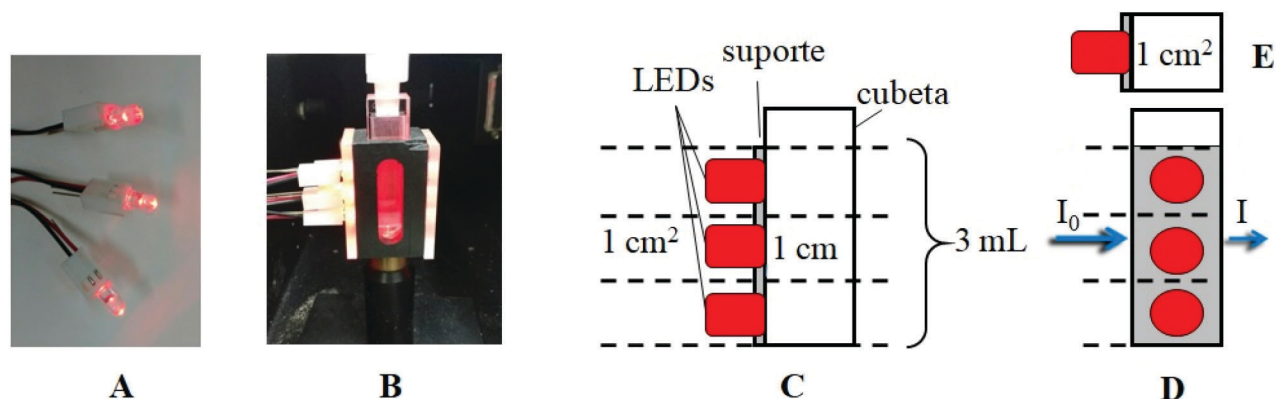 LEDs
suporte
cubeta
1 cm²
1 cm
3 mL
1 cm²
E
I₀
I
A
B
C
D